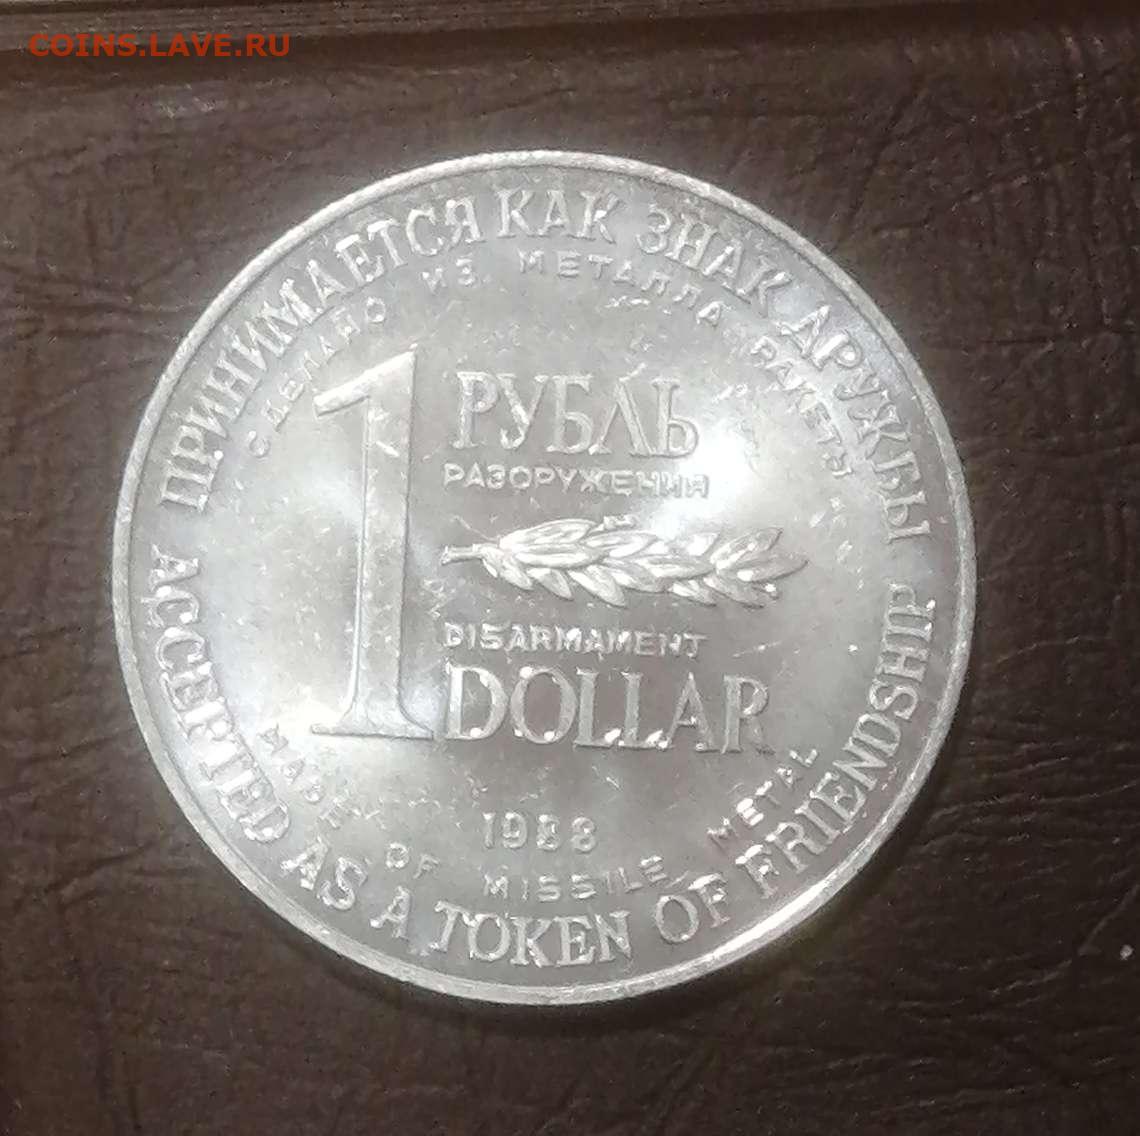 COINS.LAVE.RU
ПРИНИМАЕТСЯ КАК ЗНАК ДРУЖБЫ
СДЕЛАНО ИЗ МЕТАЛЛА РАКЕТЫ
1 РУБЛЬ
РАЗОРУЖЕНИЯ
DISARMAMENT
DOLLAR
1988
MADE OF MISSILE METAL
ACCEPTED AS A TOKEN OF FRIENDSHIP